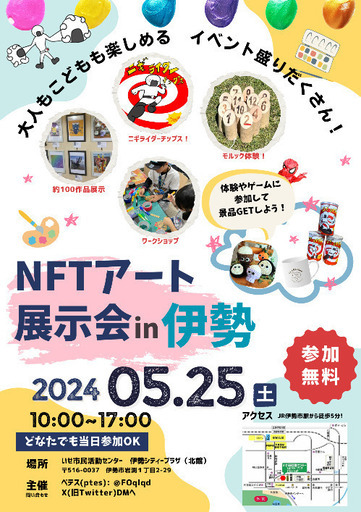 大人もこどもも楽しめる イベント盛りだくさん！
ニギライダーチップス！
モルック体験！
約100作品展示
ワークショップ
体験やゲームに
参加して
景品GETしよう！
NFTアート
展示会in伊勢
参加
無料
2024 05.25 土
10:00~17:00
どなたでも当日参加OK
アクセス JR伊勢市駅から徒歩5分!
場所 いせ市民活動センター 伊勢シティープラザ（北館）
〒516-0037 伊勢市岩渕１丁目2-29
主催
ペテス(ptes): @FOqlqd
X(旧Twitter)DMへ